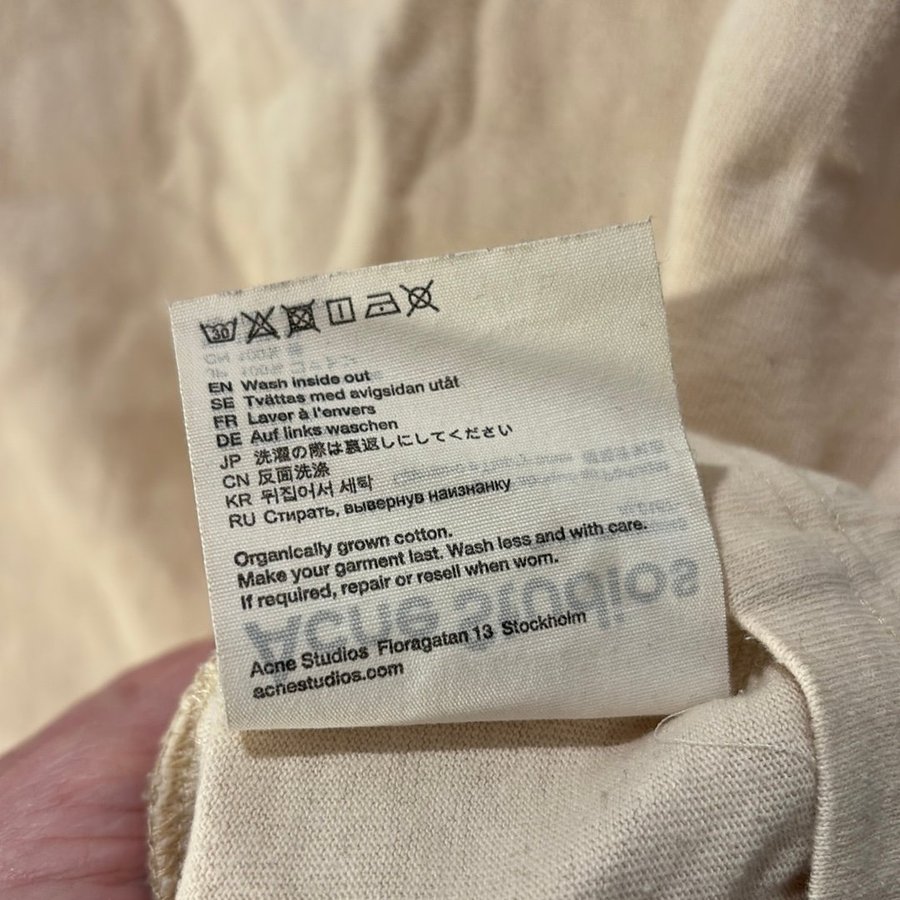 30
EN Wash inside out
SE Tvättas med avigsidan utåt
FR Laver à l'envers
DE Auf links waschen
JP 洗濯の際は裏返しにしてください
CN 反面洗涤
KR 뒤집어서 세탁
RU Стирать, вывернув наизнанку
Organically grown cotton.
Make your garment last. Wash less and with care.
If required, repair or resell when worn.
Acne Studios
Acne Studios Floragatan 13 Stockholm
acnestudios.com